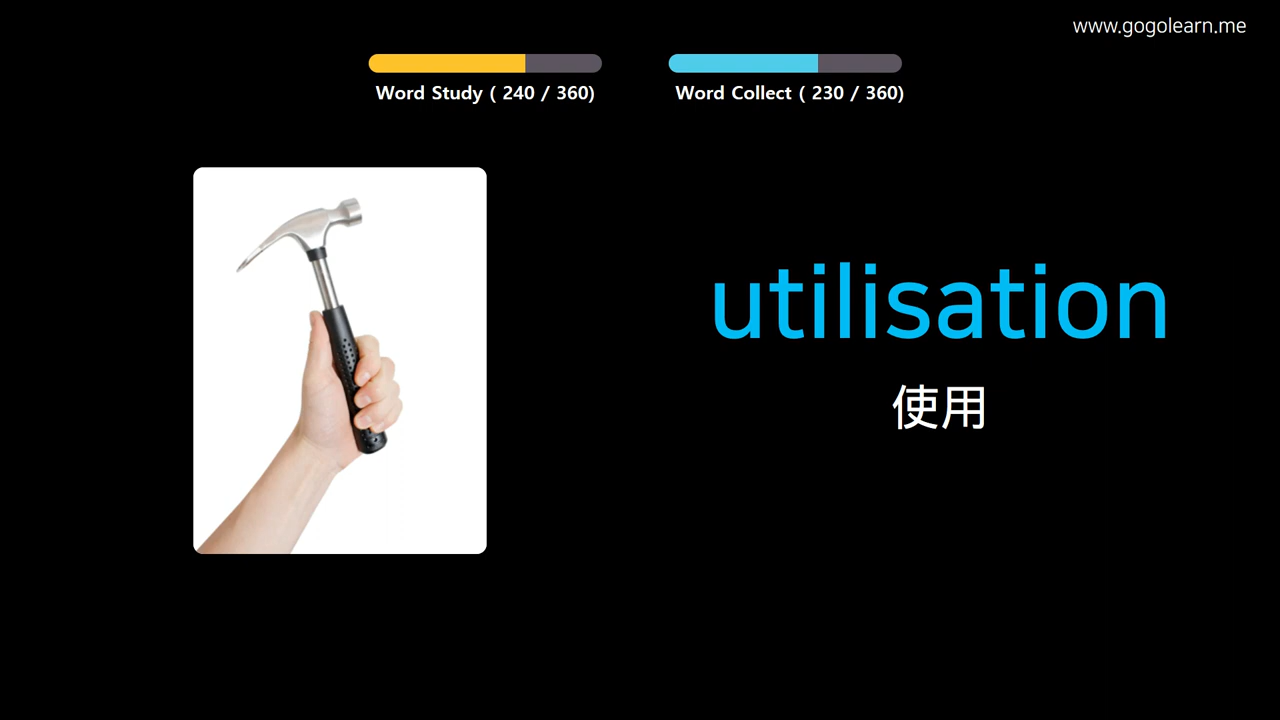 www.gogolearn.me
Word Study ( 240 / 360)
Word Collect ( 230 / 360)
utilisation
使用